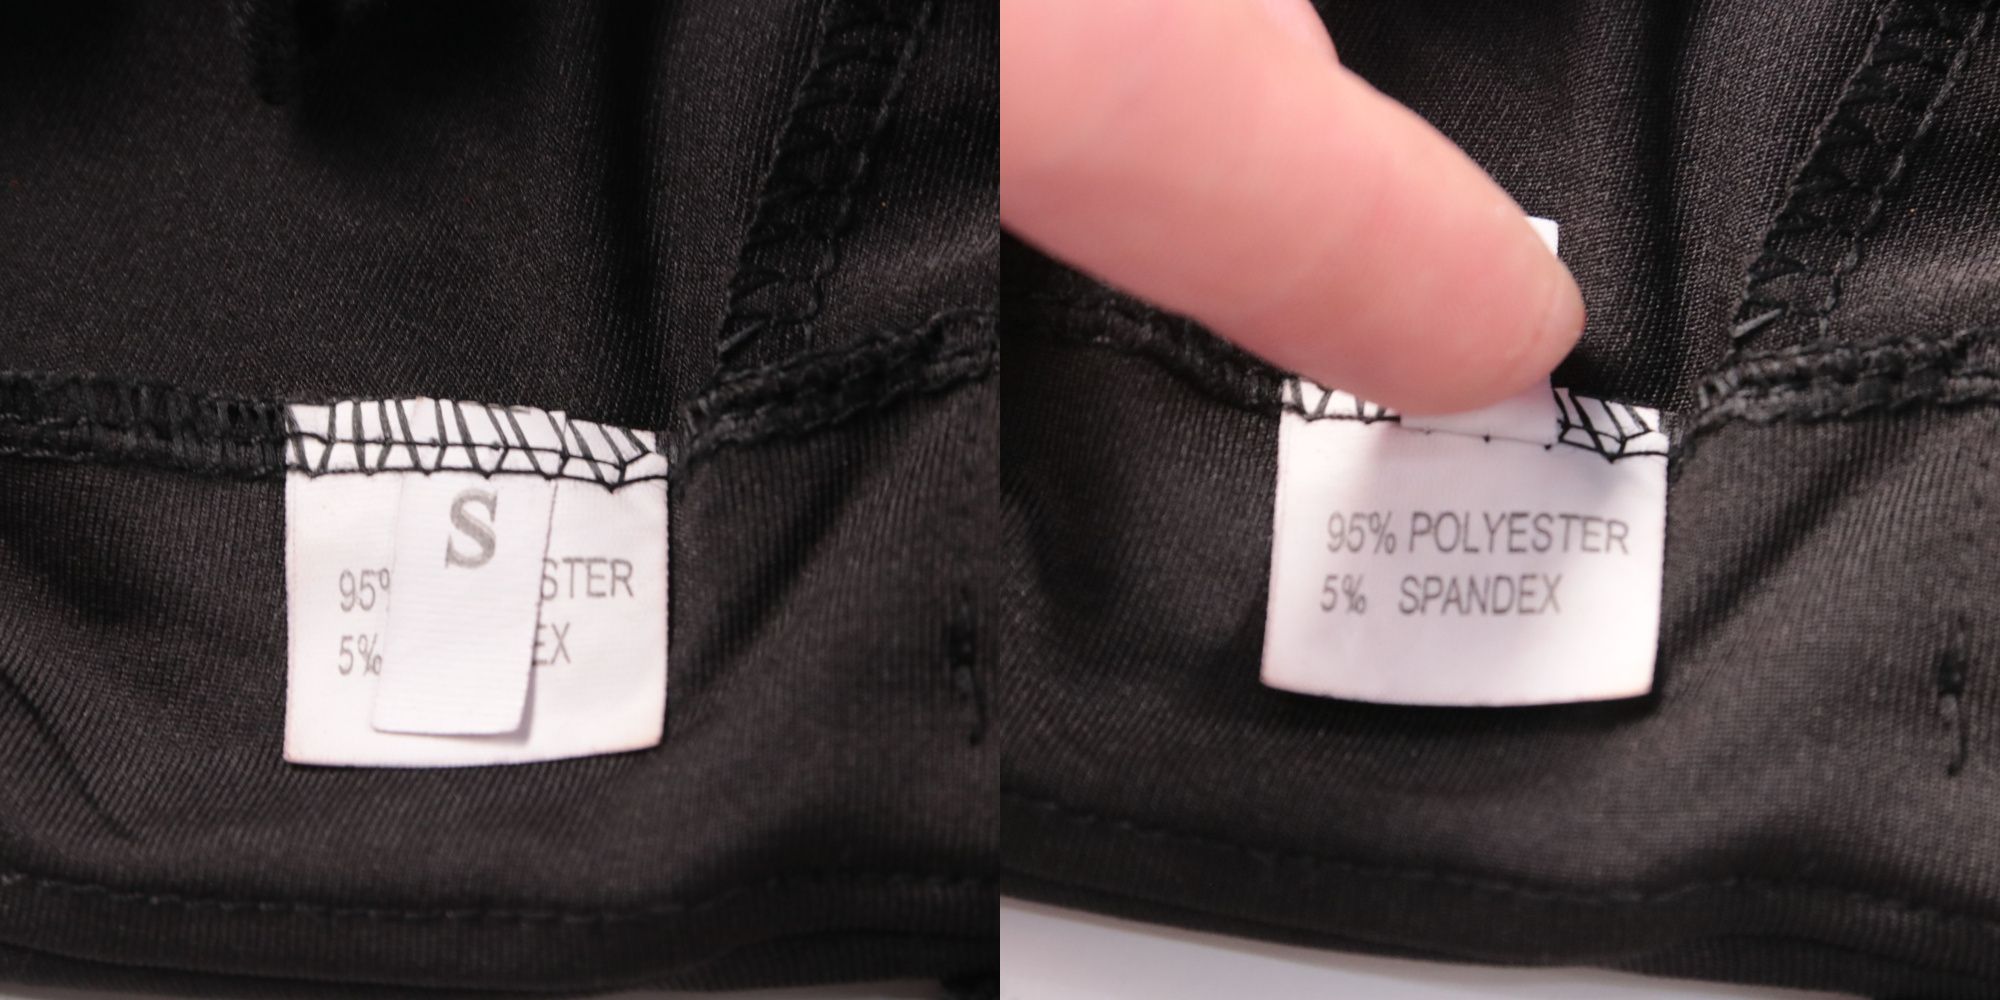 S
95% STER
5% EX
95% POLYESTER
5% SPANDEX